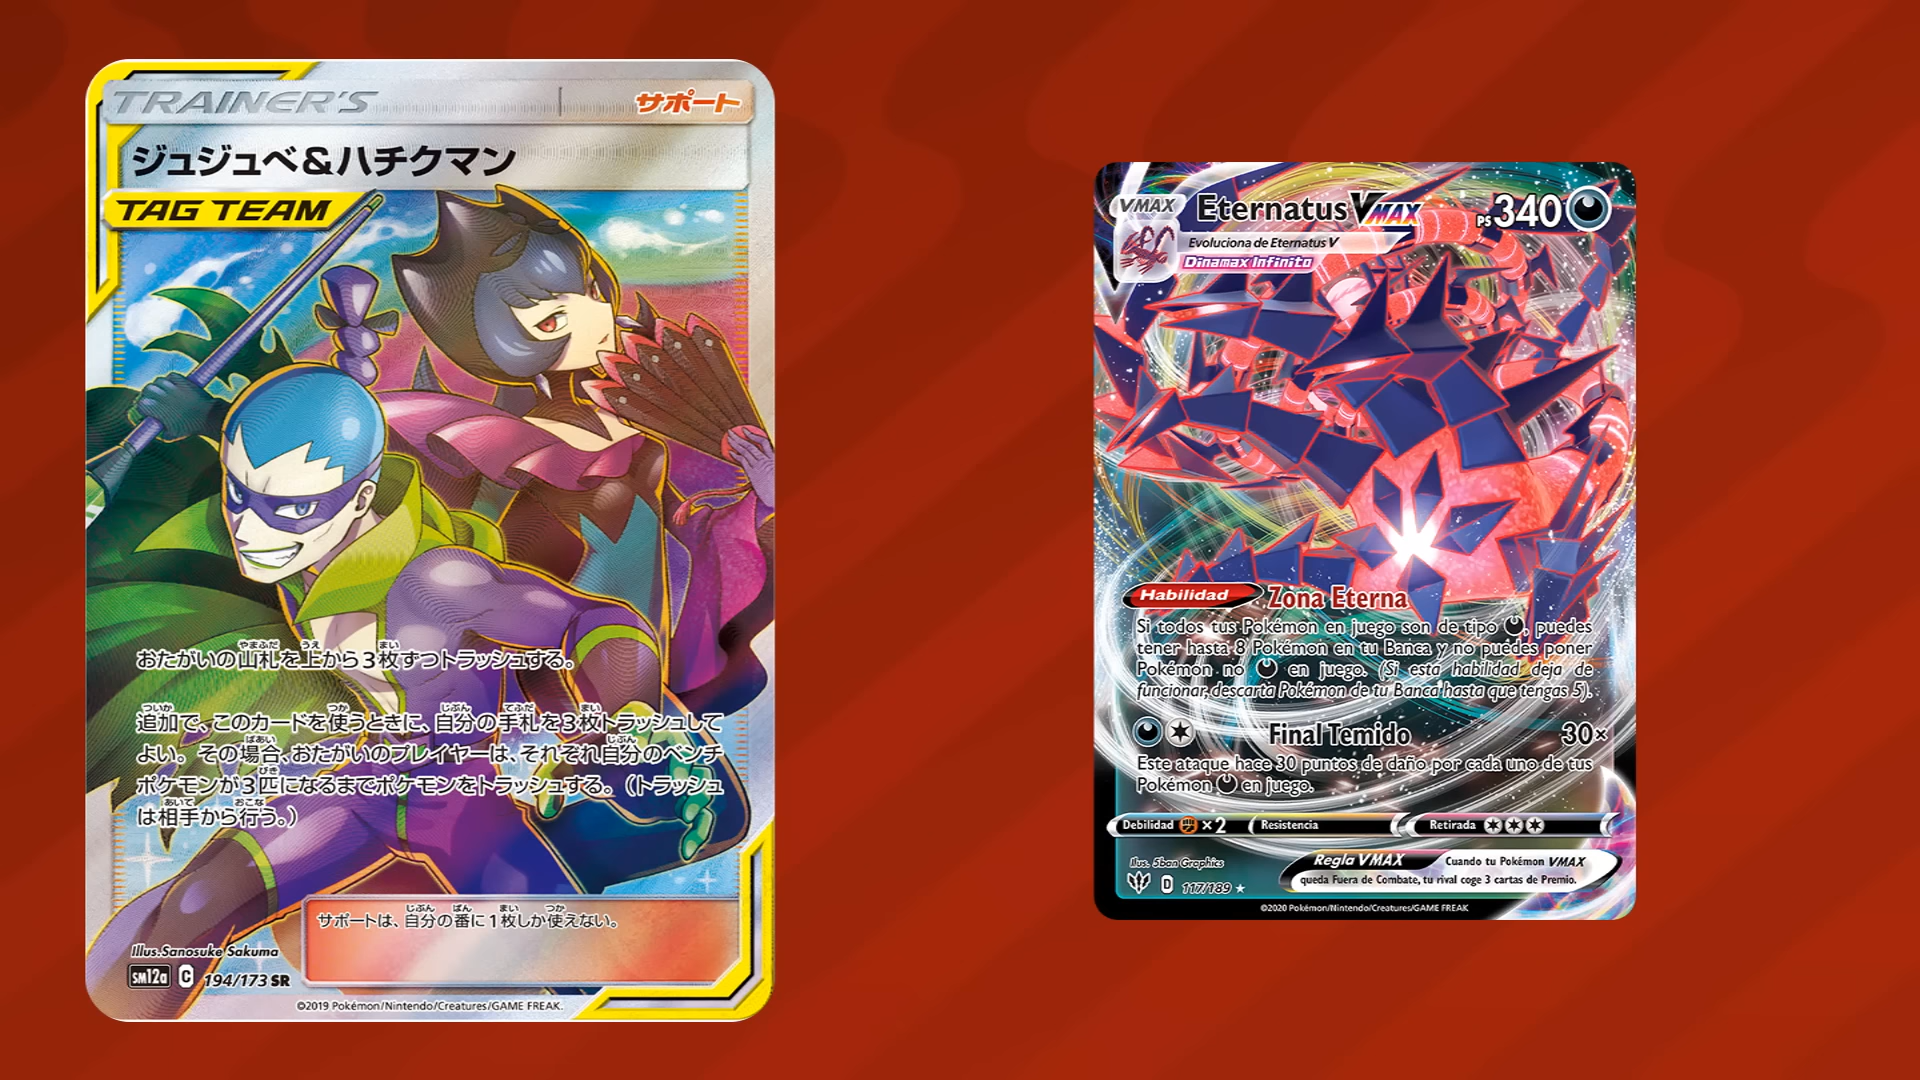 TRAINER'S
サポート
ジュジュベ&ハチクマン
TAG TEAM
おたがいの山札を上から3枚ずつトラッシュする。
追加で、このカードを使うときに、自分の手札を3枚トラッシュして
よい。その場合、おたがいのプレイヤーは、それぞれ自分のベンチ
ポケモンが3匹になるまでポケモンをトラッシュする。(トラッシュ
は相手から行う。)
サポートは、自分の番に1枚しか使えない。
Illus.Sanosuke Sakuma
SM12a C 194/173 SR
©2019 Pokémon/Nintendo/Creatures/GAME FREAK.
VMAX Eternatus VMAX PS 340
Evoluciona de Eternatus V
Dinamax Infinito
Habilidad Zona Eterna
Si todos tus Pokémon en juego son de tipo , puedes
tener hasta 8 Pokémon en tu Banca y no puedes poner
Pokémon no en juego. (Si esta habilidad deja de
funcionar, descarta Pokémon de tu Banca hasta que tengas 5).
Final Temido 30×
Este ataque hace 30 puntos de daño por cada uno de tus
Pokémon en juego.
Debilidad ×2 Resistencia Retirada
Ilus. 5ban Graphics
Regla VMAX Cuando tu Pokémon VMAX
queda Fuera de Combate, tu rival coge 3 cartas de Premio.
D 117/189 ★
©2020 Pokémon/Nintendo/Creatures/GAME FREAK